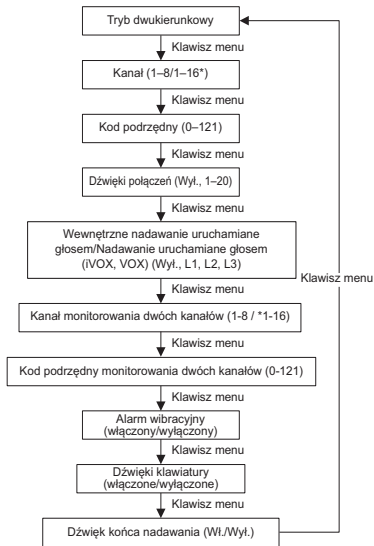 Tryb dwukierunkowy
Klawisz menu
Kanał (1–8/1–16*)
Klawisz menu
Kod podrzędny (0–121)
Klawisz menu
Dźwięki połączeń (Wył., 1–20)
Klawisz menu
Wewnętrzne nadawanie uruchamiane
głosem/Nadawanie uruchamiane głosem
(iVOX, VOX) (Wył., L1, L2, L3)
Klawisz menu
Klawisz menu
Kanał monitorowania dwóch kanałów (1-8 / *1-16)
Klawisz menu
Kod podrzędny monitorowania dwóch kanałów (0-121)
Klawisz menu
Alarm wibracyjny
(włączony/wyłączony)
Klawisz menu
Dźwięki klawiatury
(włączone/wyłączone)
Klawisz menu
Dźwięk końca nadawania (Wł./Wył.)